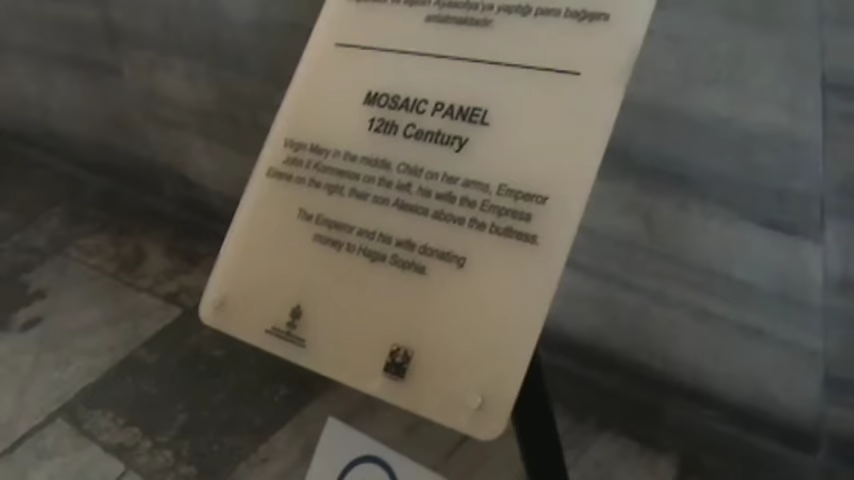 Ayasofya'ya yaptığı para bağışını
anlatmaktadır.
MOSAIC PANEL
12th Century
Virgin Mary in the middle, Child on her arms, Emperor
John II Komnenos on the left, his wife the Empress
Eirene on the right, their son Alexios above the buttress.
The Emperor and his wife donating
money to Hagia Sophia.